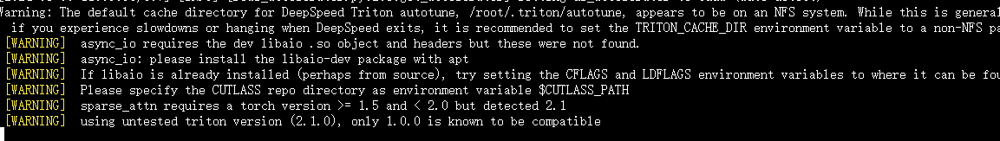 Warning: The default cache directory for DeepSpeed Triton autotune, /root/.triton/autotune, appears to be on an NFS system. While this is general
if you experience slowdowns or hanging when DeepSpeed exits, it is recommended to set the TRITON_CACHE_DIR environment variable to a non-NFS pa
[WARNING]  async_io requires the dev libaio .so object and headers but these were not found.
[WARNING]  async_io: please install the libaio-dev package with apt
[WARNING]  If libaio is already installed (perhaps from source), try setting the CFLAGS and LDFLAGS environment variables to where it can be fou
[WARNING]  Please specify the CUTLASS repo directory as environment variable $CUTLASS_PATH
[WARNING]  sparse_attn requires a torch version >= 1.5 and < 2.0 but detected 2.1
[WARNING]  using untested triton version (2.1.0), only 1.0.0 is known to be compatible